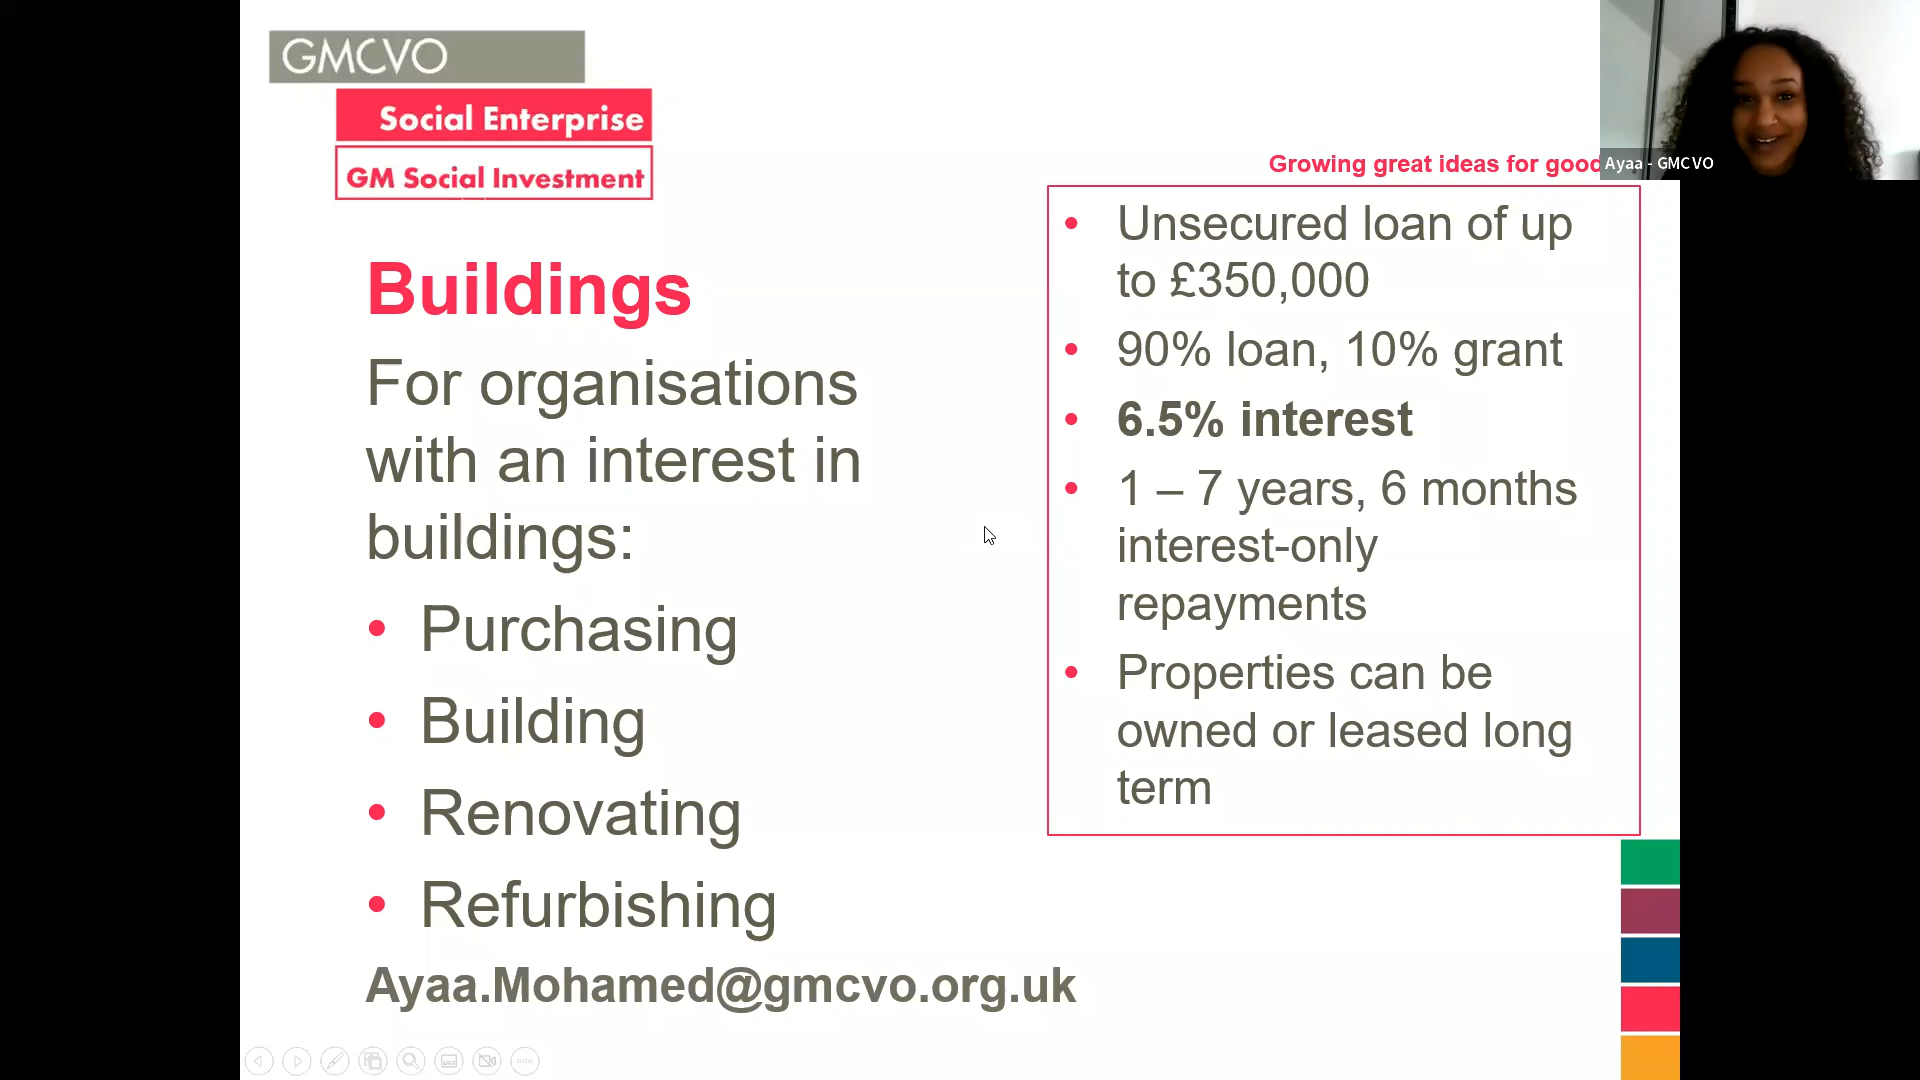 GMCVO
Social Enterprise
GM Social Investment
Growing great ideas for good
Ayaa - GMCVO
Buildings
For organisations
with an interest in
buildings:
• Purchasing
• Building
• Renovating
• Refurbishing
Ayaa.Mohamed@gmcvo.org.uk
• Unsecured loan of up
to £350,000
• 90% loan, 10% grant
• 6.5% interest
• 1 – 7 years, 6 months
interest-only
repayments
• Properties can be
owned or leased long
term